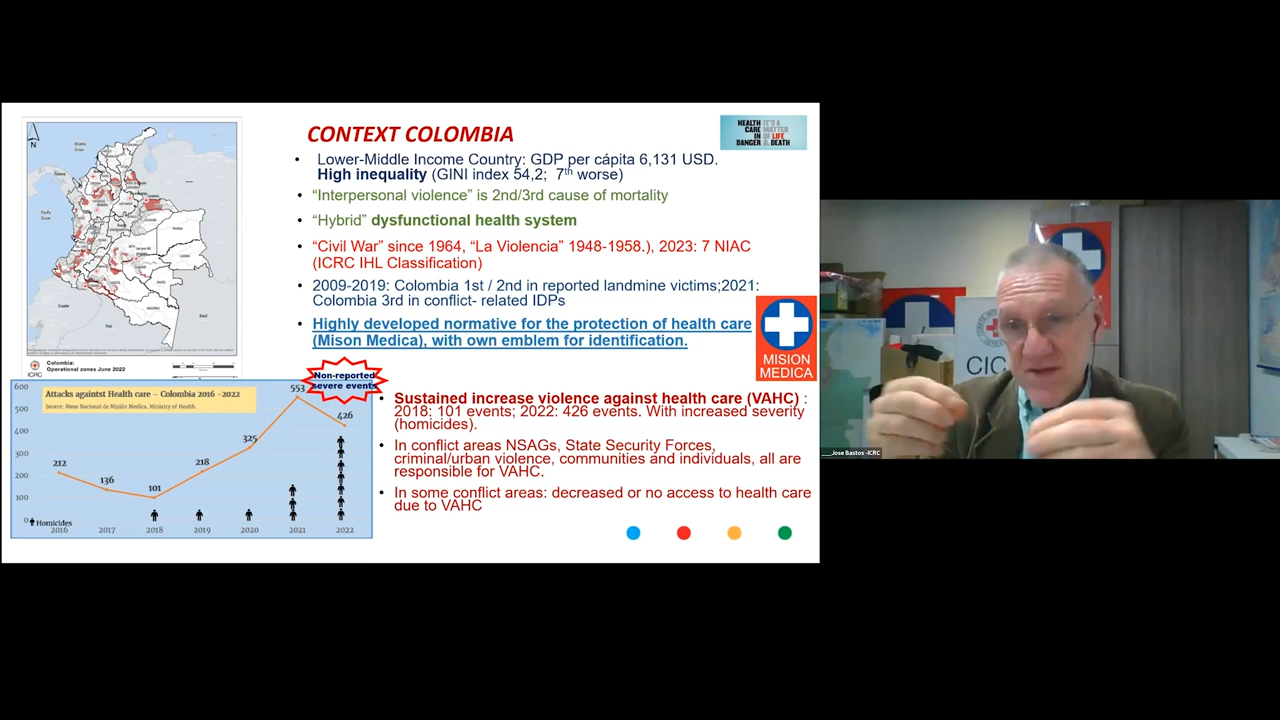 CONTEXT COLOMBIA
HEALTH CARE IN DANGER
IT'S A MATTER OF LIFE & DEATH
• Lower-Middle Income Country: GDP per cápita 6,131 USD.
High inequality (GINI index 54,2; 7th worse)
• “Interpersonal violence” is 2nd/3rd cause of mortality
• “Hybrid” dysfunctional health system
• “Civil War” since 1964, “La Violencia” 1948-1958.), 2023: 7 NIAC
(ICRC IHL Classification)
• 2009-2019: Colombia 1st / 2nd in reported landmine victims;2021:
Colombia 3rd in conflict- related IDPs
• Highly developed normative for the protection of health care
(Mison Medica), with own emblem for identification.
MISION
MEDICA
N
ICRC
Colombia:
Operational zones June 2022
Non-reported
severe events
Attacks againtst Health care – Colombia 2016 –2022
Source: Mesa Nacional de Misión Medica. Ministry of Health.
600
500
400
300
200
100
0
212
136
101
218
325
553
426
Homicides
2016
2017
2018
2019
2020
2021
2022
• Sustained increase violence against health care (VAHC) :
2018: 101 events; 2022: 426 events. With increased severity
(homicides).
• In conflict areas NSAGs, State Security Forces,
criminal/urban violence, communities and individuals, all are
responsible for VAHC.
• In some conflict areas: decreased or no access to health care
due to VAHC
CIC
___Jose Bastos -ICRC